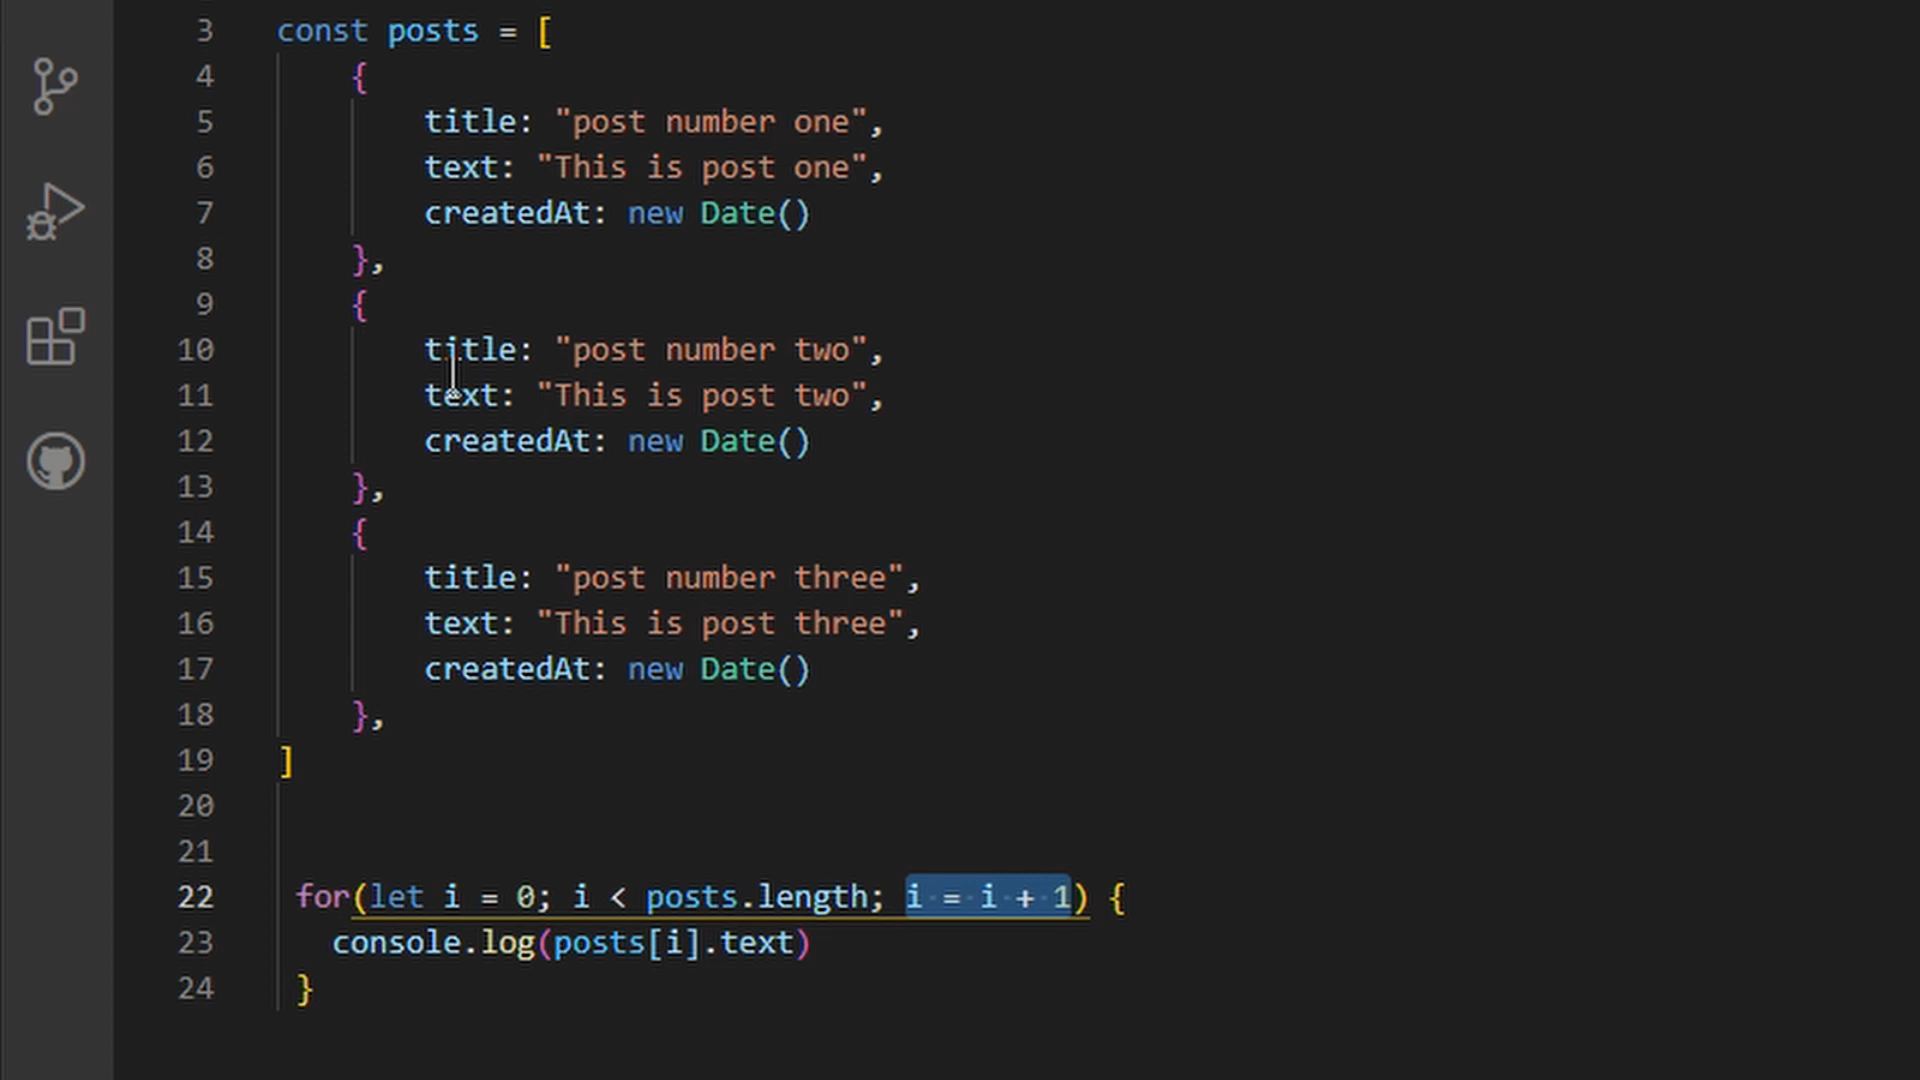 3 const posts = [
4 {
5 title: "post number one",
6 text: "This is post one",
7 createdAt: new Date()
8 },
9 {
10 title: "post number two",
11 text: "This is post two",
12 createdAt: new Date()
13 },
14 {
15 title: "post number three",
16 text: "This is post three",
17 createdAt: new Date()
18 },
19 ]
20
21
22 for(let i = 0; i < posts.length; i = i + 1) {
23 console.log(posts[i].text)
24 }